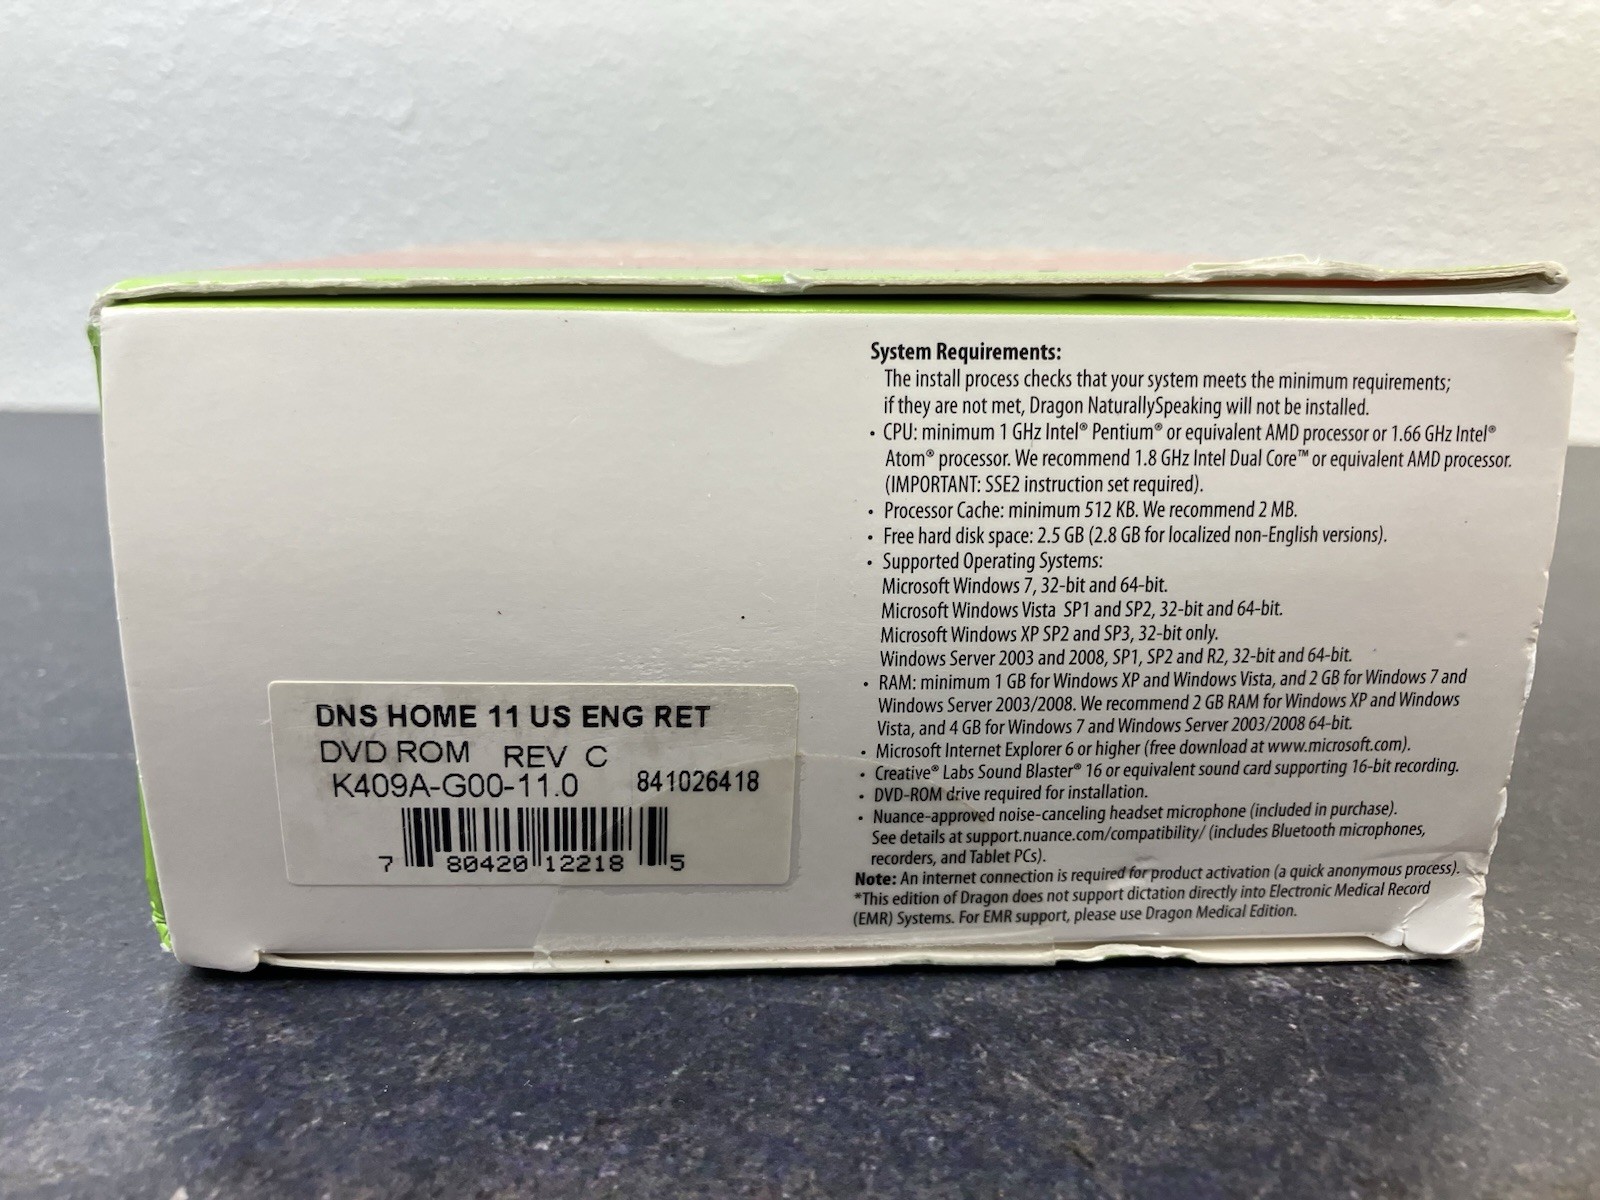 System Requirements:
The install process checks that your system meets the minimum requirements;
if they are not met, Dragon NaturallySpeaking will not be installed.
• CPU: minimum 1 GHz Intel® Pentium® or equivalent AMD processor or 1.66 GHz Intel®
Atom® processor. We recommend 1.8 GHz Intel Dual Core™ or equivalent AMD processor.
(IMPORTANT: SSE2 instruction set required).
• Processor Cache: minimum 512 KB. We recommend 2 MB.
• Free hard disk space: 2.5 GB (2.8 GB for localized non-English versions).
• Supported Operating Systems:
Microsoft Windows 7, 32-bit and 64-bit.
Microsoft Windows Vista SP1 and SP2, 32-bit and 64-bit.
Microsoft Windows XP SP2 and SP3, 32-bit only.
Windows Server 2003 and 2008, SP1, SP2 and R2, 32-bit and 64-bit.
• RAM: minimum 1 GB for Windows XP and Windows Vista, and 2 GB for Windows 7 and
Windows Server 2003/2008. We recommend 2 GB RAM for Windows XP and Windows
Vista, and 4 GB for Windows 7 and Windows Server 2003/2008 64-bit.
• Microsoft Internet Explorer 6 or higher (free download at www.microsoft.com).
• Creative® Labs Sound Blaster® 16 or equivalent sound card supporting 16-bit recording.
• DVD-ROM drive required for installation.
• Nuance-approved noise-canceling headset microphone (included in purchase).
See details at support.nuance.com/compatibility/ (includes Bluetooth microphones,
recorders, and Tablet PCs).
Note: An internet connection is required for product activation (a quick anonymous process).
*This edition of Dragon does not support dictation directly into Electronic Medical Record
(EMR) Systems. For EMR support, please use Dragon Medical Edition.
DNS HOME 11 US ENG RET
DVD ROM REV C
K409A-G00-11.0 841026418
7 80420 12218 5